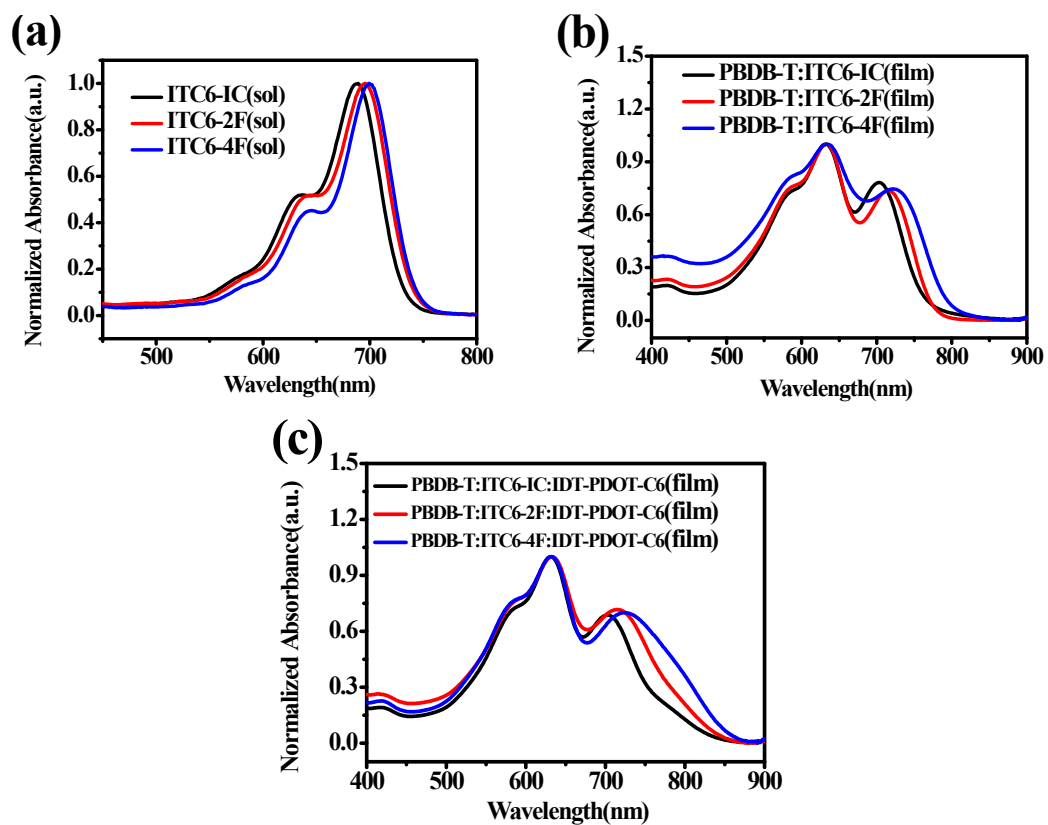 (a)
Normalized Absorbance(a.u.)
1.0
0.8
0.6
0.4
0.2
0.0
ITC6-IC(sol)
ITC6-2F(sol)
ITC6-4F(sol)
500
600
700
800
Wavelength(nm)
(b)
Normalized Absorbance(a.u.)
1.5
1.2
0.9
0.6
0.3
0.0
PBDB-T:ITC6-IC(film)
PBDB-T:ITC6-2F(film)
PBDB-T:ITC6-4F(film)
400
500
600
700
800
900
Wavelength(nm)
(c)
Normalized Absorbance(a.u.)
1.5
1.2
0.9
0.6
0.3
0.0
PBDB-T:ITC6-IC:IDT-PDOT-C6(film)
PBDB-T:ITC6-2F:IDT-PDOT-C6(film)
PBDB-T:ITC6-4F:IDT-PDOT-C6(film)
400
500
600
700
800
900
Wavelength(nm)